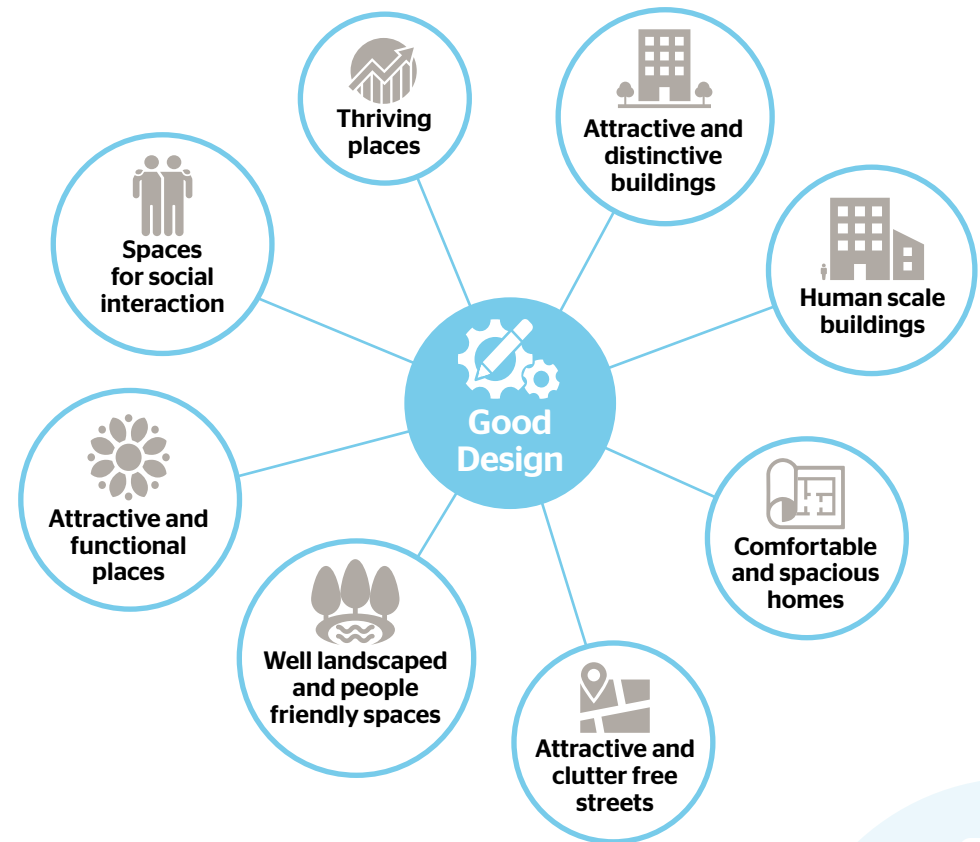 Thriving
places
Attractive and
distinctive
buildings
Spaces
for social
interaction
Human scale
buildings
Good
Design
Attractive and
functional
places
Comfortable
and spacious
homes
Well landscaped
and people
friendly spaces
Attractive and
clutter free
streets